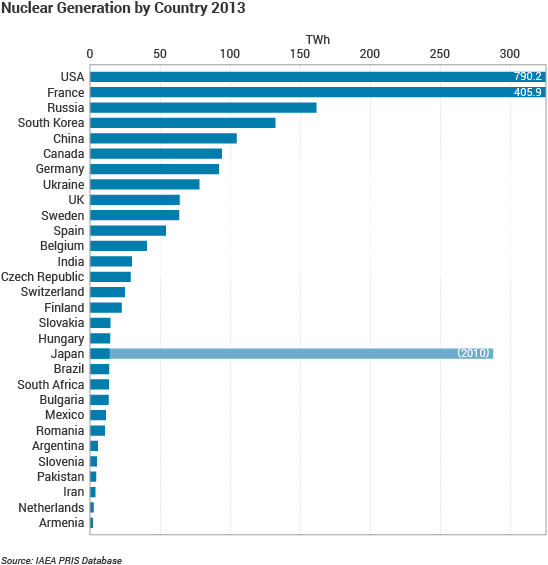 Nuclear Generation by Country 2013
TWh
0 50 100 150 200 250 300
USA 790.2
France 405.9
Russia
South Korea
China
Canada
Germany
Ukraine
UK
Sweden
Spain
Belgium
India
Czech Republic
Switzerland
Finland
Slovakia
Hungary
Japan (2010)
Brazil
South Africa
Bulgaria
Mexico
Romania
Argentina
Slovenia
Pakistan
Iran
Netherlands
Armenia
Source: IAEA PRIS Database